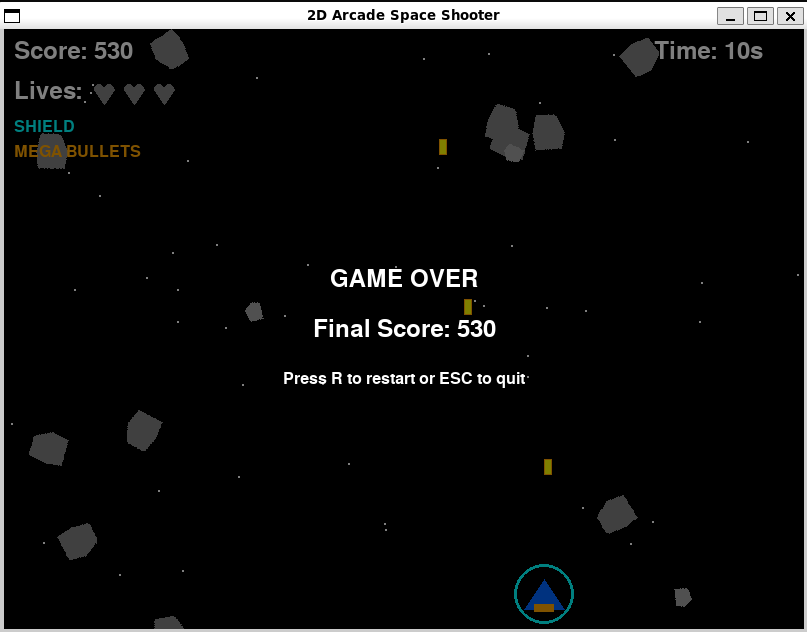 2D Arcade Space Shooter
Score: 530
Time: 10s
Lives:
SHIELD
MEGA BULLETS
GAME OVER
Final Score: 530
Press R to restart or ESC to quit